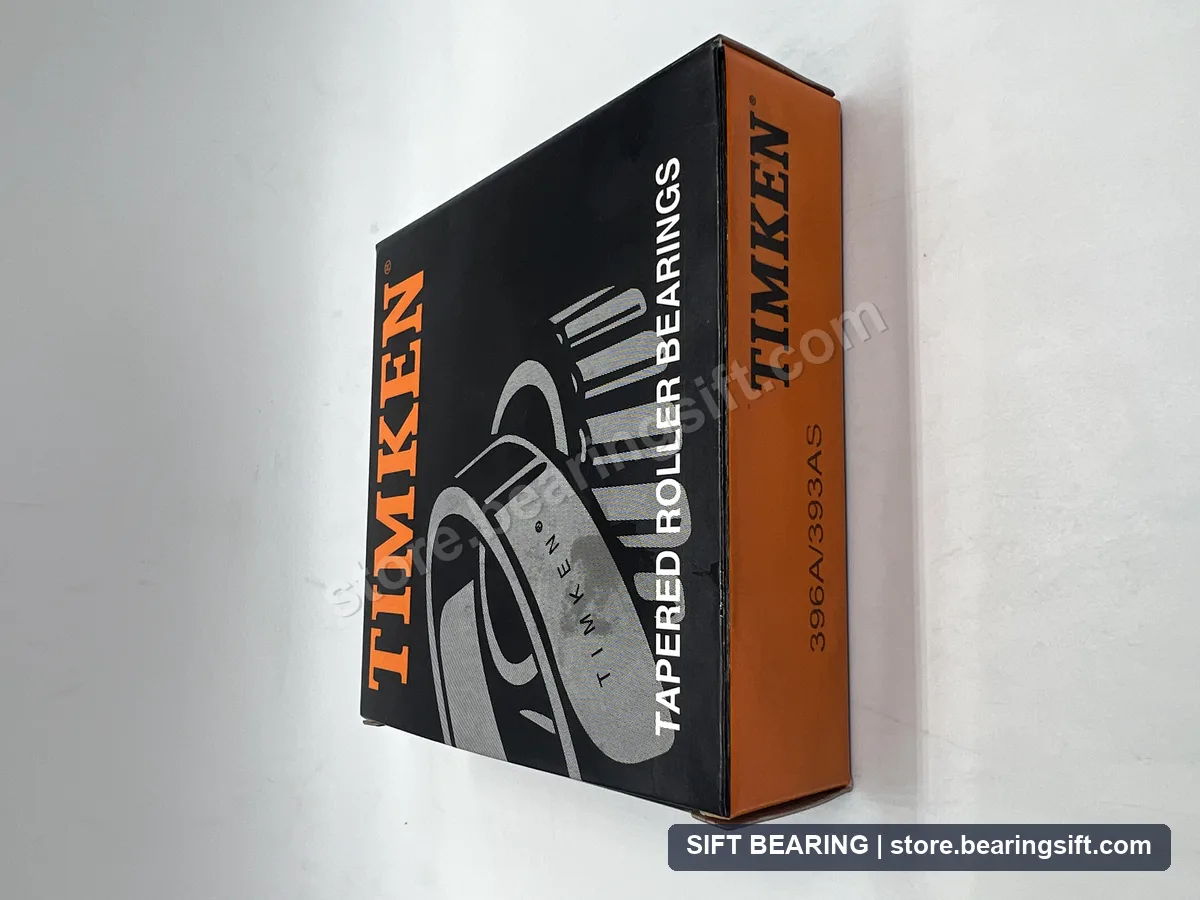 TIMKEN®
TIMKEN®
TAPERED ROLLER BEARINGS
TIMKEN®
396A/393AS
store.bearingsift.com
SIFT BEARING | store.bearingsift.com